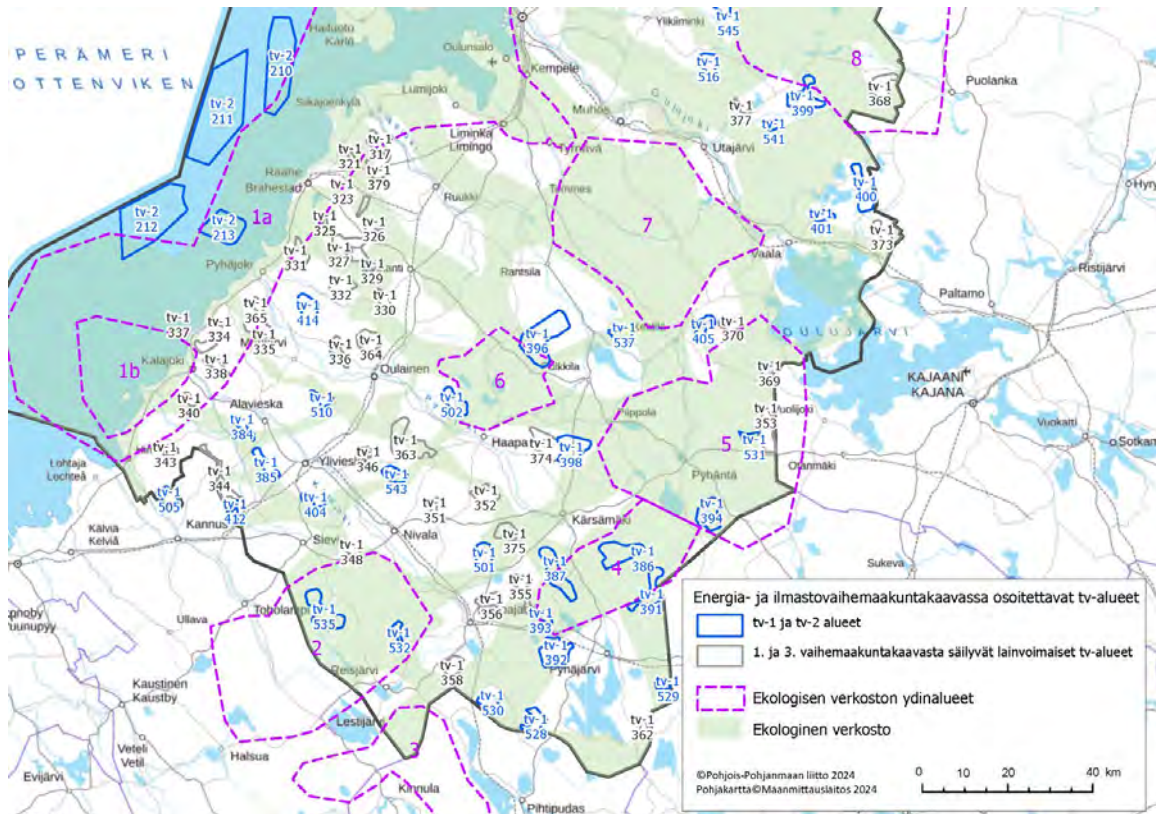 PERÄMERI
OTTENVIKEN
Hailuoto
Karlö
Oulunsalo
Kempele
Ylikiiminki
Puolanka
tv-1
545
tv-1
516
8
tv-1
368
tv-2
210
tv-2
211
tv-1
399
tv-1
377
tv-1
541
Siikajoenkylä
Lumijoki
Liminka
Limingo
Muhos
Tyrnävä
Utajärvi
tv-1
317
tv-1
321
tv-1
379
Raahe
Brahestad
tv-1
323
Ruukki
Temmes
tv-2
212
tv-2
213
1a
tv-1
325
tv-1
326
7
tv-1
400
tv-1
401
tv-1
373
Vaala
Pyhäjoki
tv-1
331
tv-1
327
tv-1
329
Rantsila
Ristijärvi
Paltamo
tv-1
332
tv-1
330
tv-1
414
tv-1
365
tv-1
337
tv-1
334
tv-1
335
tv-1
336
tv-1
364
tv-1
396
tv-1
537
tv-1
405
tv-1
370
OULUJÄRVI
1b
Kalajoki
tv-1
338
Oulainen
6
tv-1
369
KAJAANI
KAJANA
tv-1
340
Alavieska
tv-1
510
tv-1
502
Piippola
tv-1
353
Vuolijoki
Vuokatti
tv-1
384
tv-1
343
tv-1
385
Ylivieska
tv-1
346
tv-1
363
tv-1
374
tv-1
398
5
tv-1
531
Otanmäki
Lohtaja
Lochteå
tv-1
344
tv-1
543
Pyhäntä
tv-1
505
tv-1
412
tv-1
404
tv-1
351
tv-1
352
tv-1
394
Kälviä
Kelviå
Kannus
Nivala
Kärsämäki
Sievi
tv-1
348
tv-1
501
tv-1
375
tv-1
387
tv-1
386
4
Sukeva
tv-1
355
tv-1
356
tv-1
391
tv-1
393
Ullava
Toholampi
tv-1
535
tv-1
532
2
tv-1
392
Pyhäjärvi
Reisjärvi
tv-1
358
tv-1
529
Kaustinen
Kaustby
Lestijärvi
tv-1
530
tv-1
528
tv-1
362
Veteli
Vetil
Halsua
3
Evijärvi
Kinnula
Pihtipudas
Energia- ja ilmastovaihemaakuntakaavassa osoitettavat tv-alueet
tv-1 ja tv-2 alueet
1. ja 3. vaihemaakuntakaavasta säilyvät lainvoimaiset tv-alueet
Ekologisen verkoston ydinalueet
Ekologinen verkosto
©Pohjois-Pohjanmaan liitto 2024
Pohjakartta©Maanmittauslaitos 2024
0 10 20 40 km